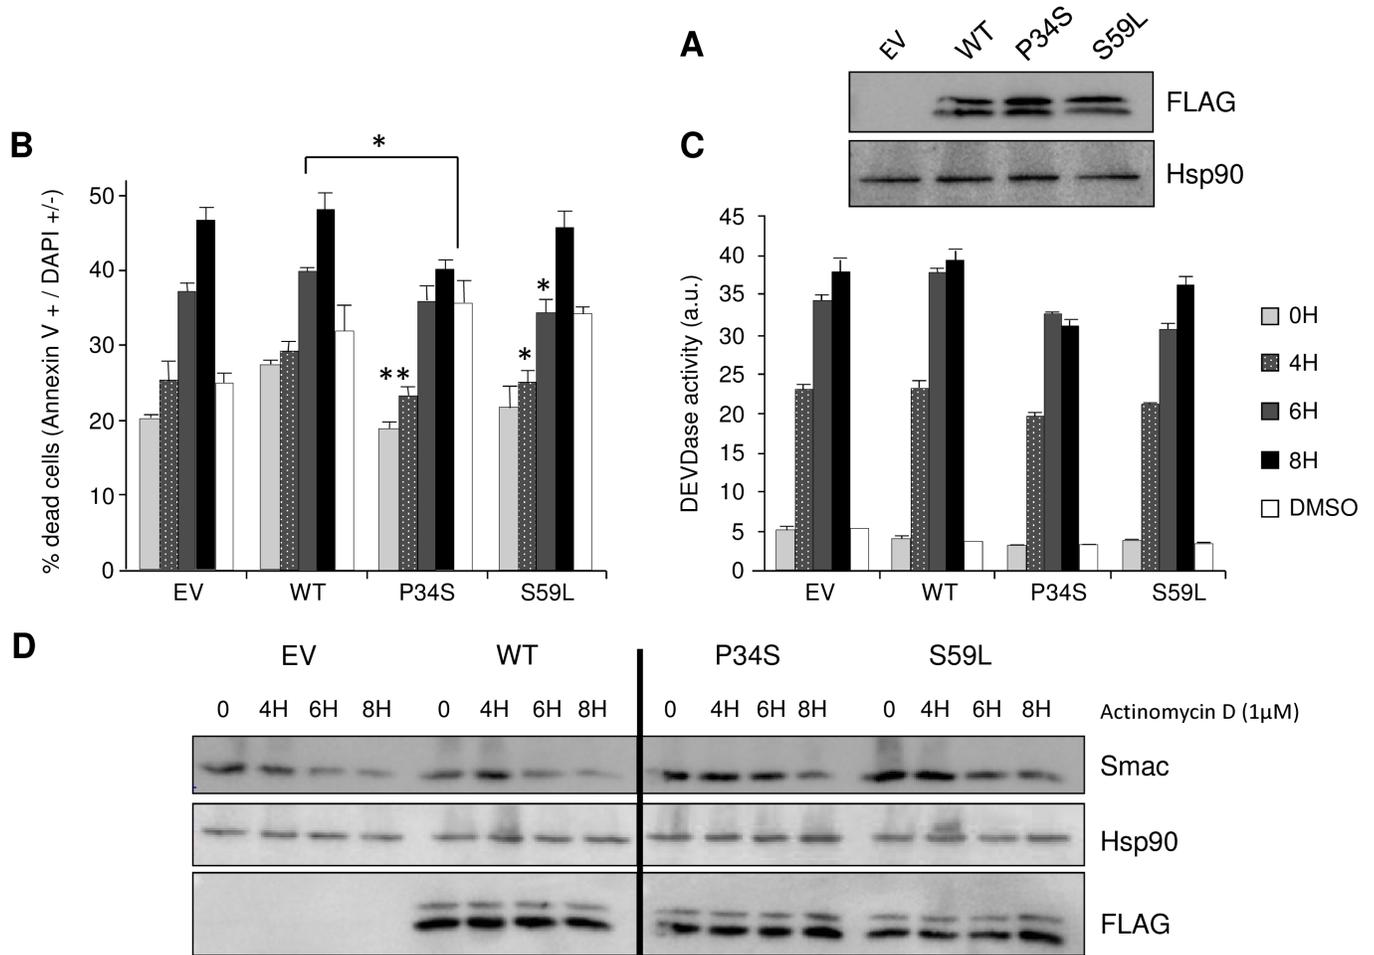 A
EV WT P34S S59L
FLAG
Hsp90
B
*
% dead cells (Annexin V + / DAPI +/-)
50
40
30
20
10
0
**
*
*
EV WT P34S S59L
C
DEVDase activity (a.u.)
45
40
35
30
25
20
15
10
5
0
EV WT P34S S59L
0H
4H
6H
8H
DMSO
D
EV WT P34S S59L
0 4H 6H 8H 0 4H 6H 8H 0 4H 6H 8H 0 4H 6H 8H Actinomycin D (1µM)
Smac
Hsp90
FLAG